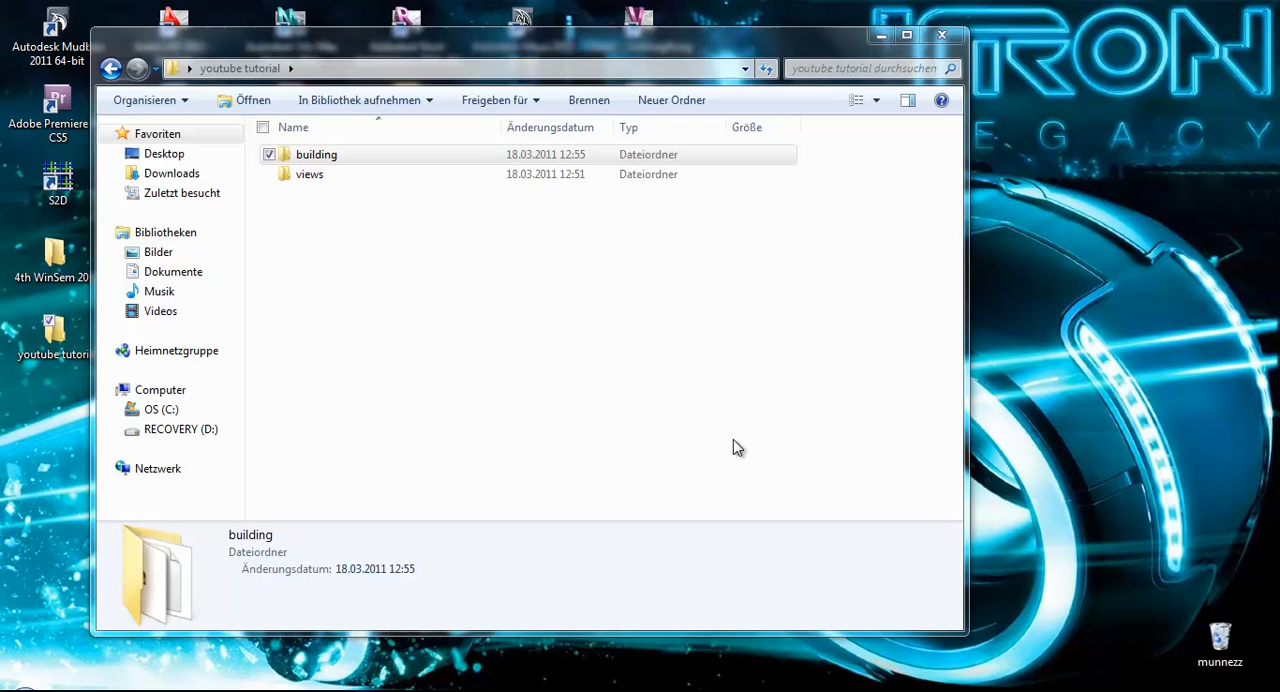 Autodesk Mudb
2011 64-bit
Adobe Premiere
CS5
S2D
4th WinSem 20
youtube tutori
youtube tutorial
youtube tutorial durchsuchen
Organisieren
Öffnen
In Bibliothek aufnehmen
Freigeben für
Brennen
Neuer Ordner
Favoriten
Desktop
Downloads
Zuletzt besucht
Bibliotheken
Bilder
Dokumente
Musik
Videos
Heimnetzgruppe
Computer
OS (C:)
RECOVERY (D:)
Netzwerk
Name Änderungsdatum Typ Größe
building 18.03.2011 12:55 Dateiordner
views 18.03.2011 12:51 Dateiordner
building
Dateiordner
Änderungsdatum: 18.03.2011 12:55
TRON
EGACY
munnezz